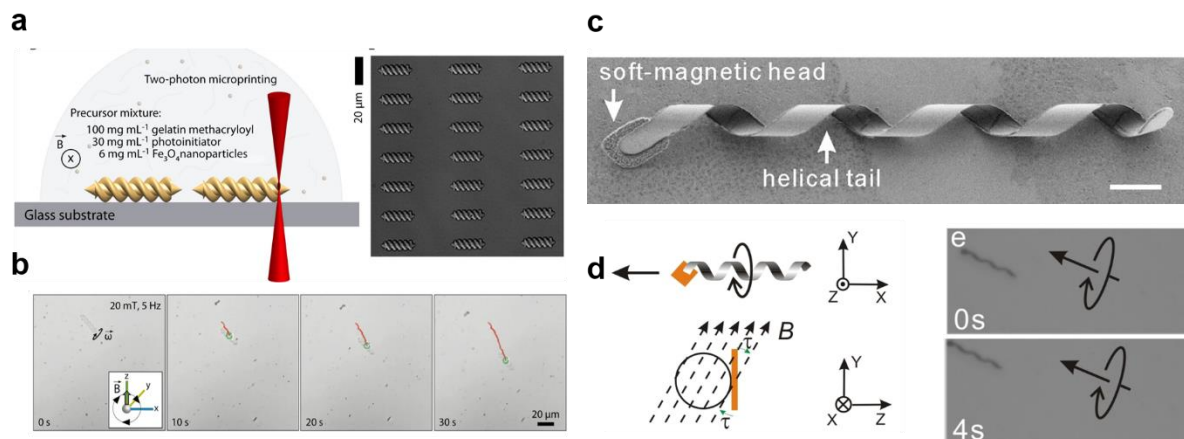 a
Two-photon microprinting
Precursor mixture:
100 mg mL⁻¹ gelatin methacryloyl
30 mg mL⁻¹ photoinitiator
6 mg mL⁻¹ Fe₃O₄nanoparticles
B
X
Glass substrate
20 µm
b
20 mT, 5 Hz
ω
B
z
y
x
0 s
10 s
20 s
30 s
20 µm
c
soft-magnetic head
helical tail
d
Y
Z
X
B
τ
τ
Y
X
Z
e
0s
4s